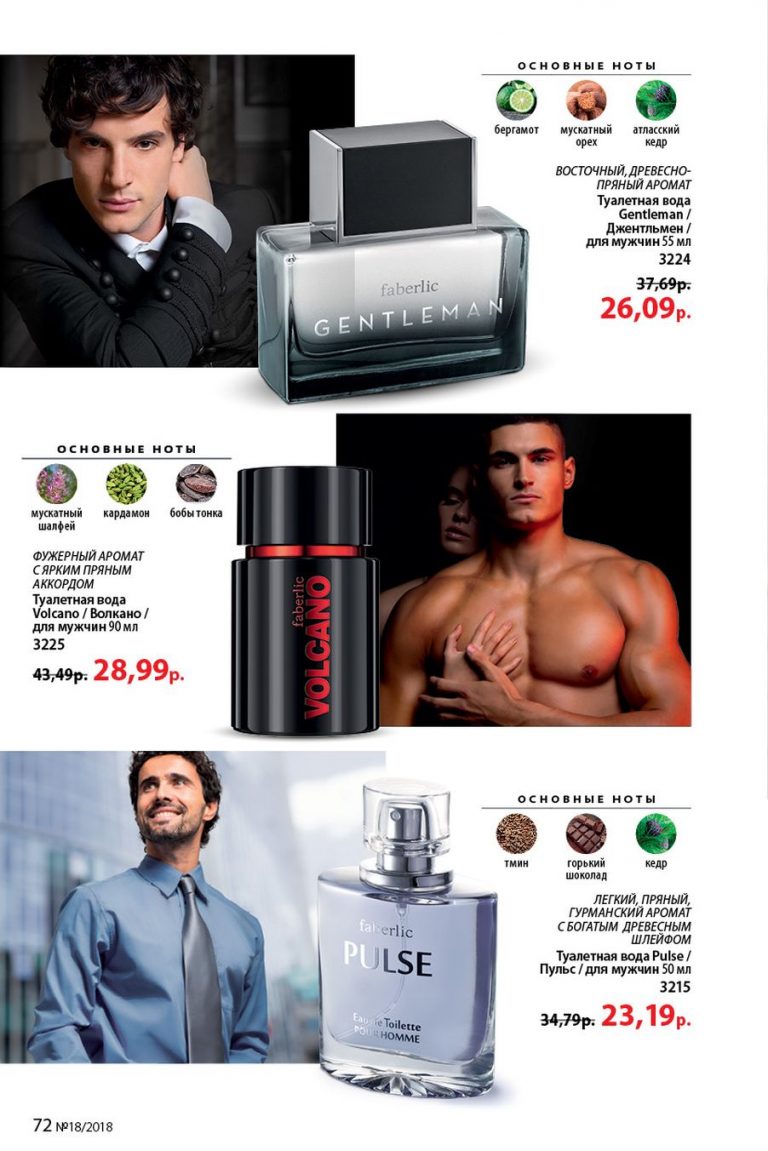 ОСНОВНЫЕ НОТЫ
бергамот
мускатный
орех
атласский
кедр
ВОСТОЧНЫЙ, ДРЕВЕСНО-
ПРЯНЫЙ АРОМАТ
Туалетная вода
Gentleman /
Джентльмен /
для мужчин 55 мл
3224
37,69р.
26,09р.
faberlic
GENTLEMAN
ОСНОВНЫЕ НОТЫ
мускатный
шалфей
кардамон
бобы тонка
ФУЖЕРНЫЙ АРОМАТ
С ЯРКИМ ПРЯНЫМ
АККОРДОМ
Туалетная вода
Volcano / Волкано /
для мужчин 90 мл
3225
43,49р. 28,99р.
faberlic
VOLCANO
ОСНОВНЫЕ НОТЫ
тмин
горький
шоколад
кедр
ЛЕГКИЙ, ПРЯНЫЙ,
ГУРМАНСКИЙ АРОМАТ
С БОГАТЫМ ДРЕВЕСНЫМ
ШЛЕЙФОМ
Туалетная вода Pulse /
Пульс / для мужчин 50 мл
3215
34,79р. 23,19р.
faberlic
PULSE
Eau de Toilette
POUR HOMME
72 №18/2018